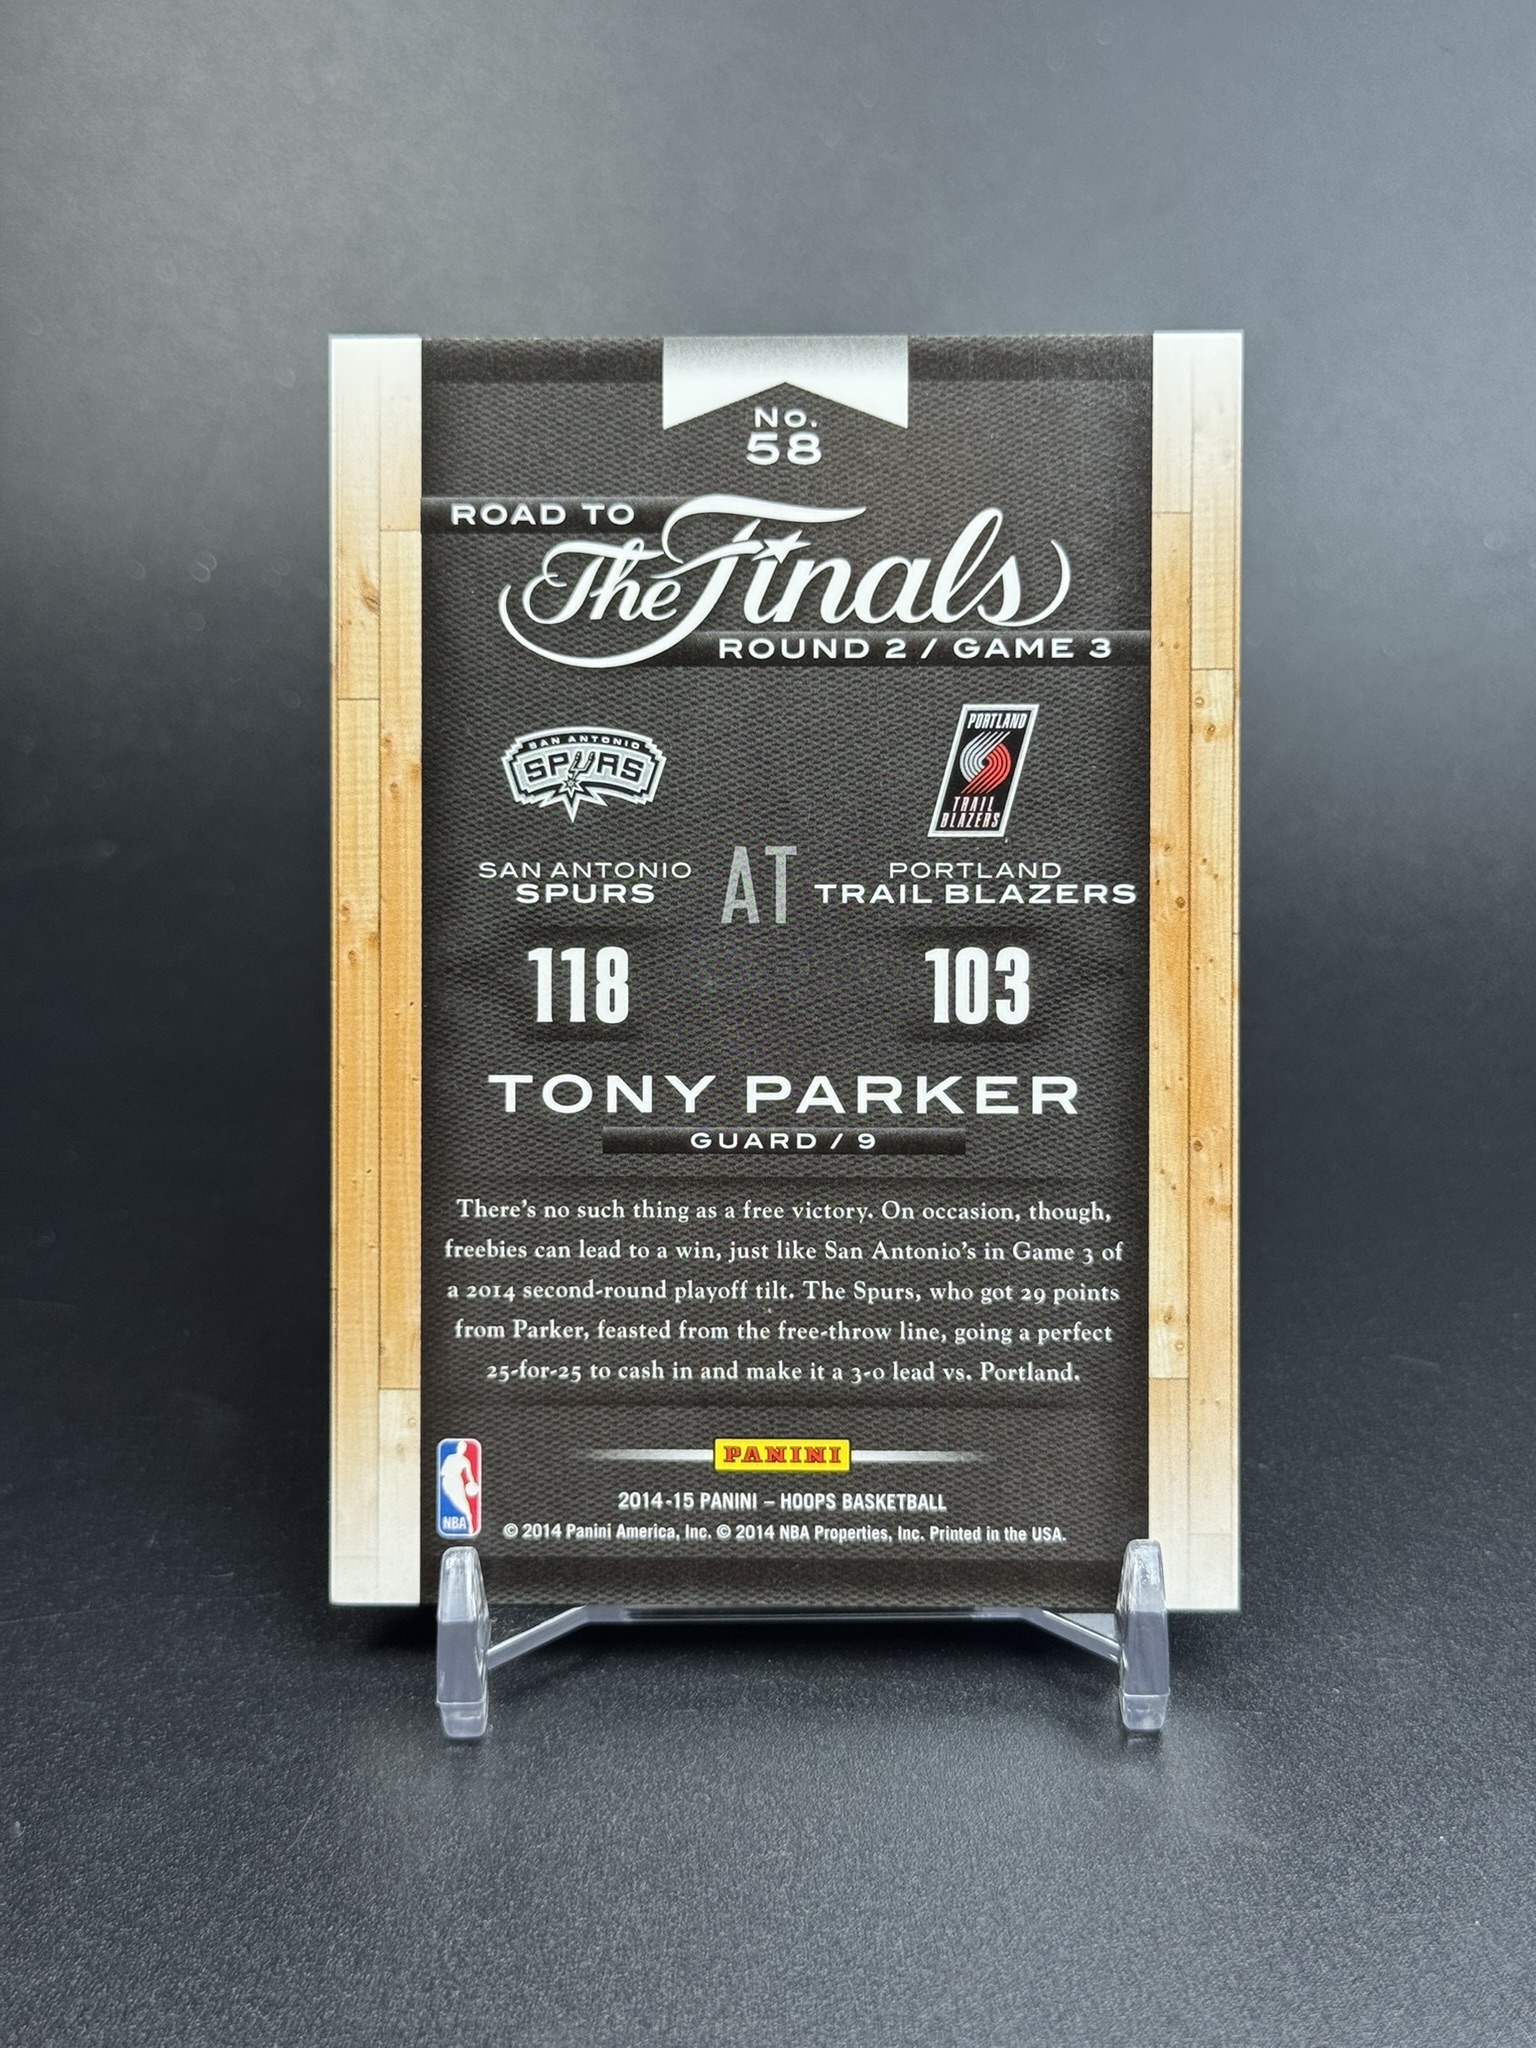 No.
58
ROAD TO
The Finals
ROUND 2 / GAME 3
SAN ANTONIO
SPURS
PORTLAND
TRAIL
BLAZERS
SAN ANTONIO
SPURS
AT
PORTLAND
TRAIL BLAZERS
118
103
TONY PARKER
GUARD / 9
There's no such thing as a free victory. On occasion, though,
freebies can lead to a win, just like San Antonio's in Game 3 of
a 2014 second-round playoff tilt. The Spurs, who got 29 points
from Parker, feasted from the free-throw line, going a perfect
25-for-25 to cash in and make it a 3-0 lead vs. Portland.
PANINI
NBA
2014-15 PANINI – HOOPS BASKETBALL
© 2014 Panini America, Inc. © 2014 NBA Properties, Inc. Printed in the USA.